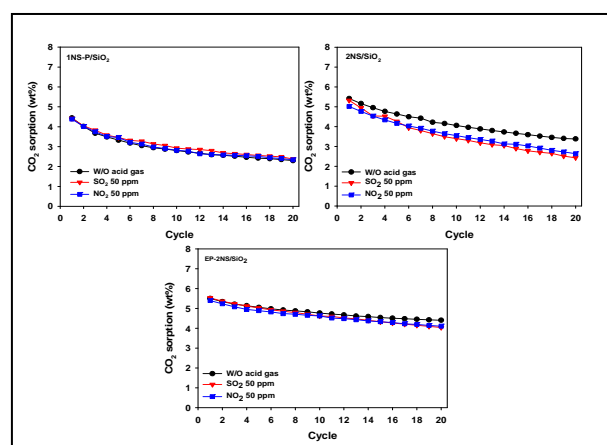 1NS-P/SiO₂
CO₂ sorption (wt%)
8
7
6
5
4
3
2
1
0
W/O acid gas
SO₂ 50 ppm
NO₂ 50 ppm
0 2 4 6 8 10 12 14 16 18 20
Cycle
2NS/SiO₂
CO₂ sorption (wt%)
8
7
6
5
4
3
2
1
0
W/O acid gas
SO₂ 50 ppm
NO₂ 50 ppm
0 2 4 6 8 10 12 14 16 18 20
Cycle
EP-2NS/SiO₂
CO₂ sorption (wt%)
8
7
6
5
4
3
2
1
0
W/O acid gas
SO₂ 50 ppm
NO₂ 50 ppm
0 2 4 6 8 10 12 14 16 18 20
Cycle